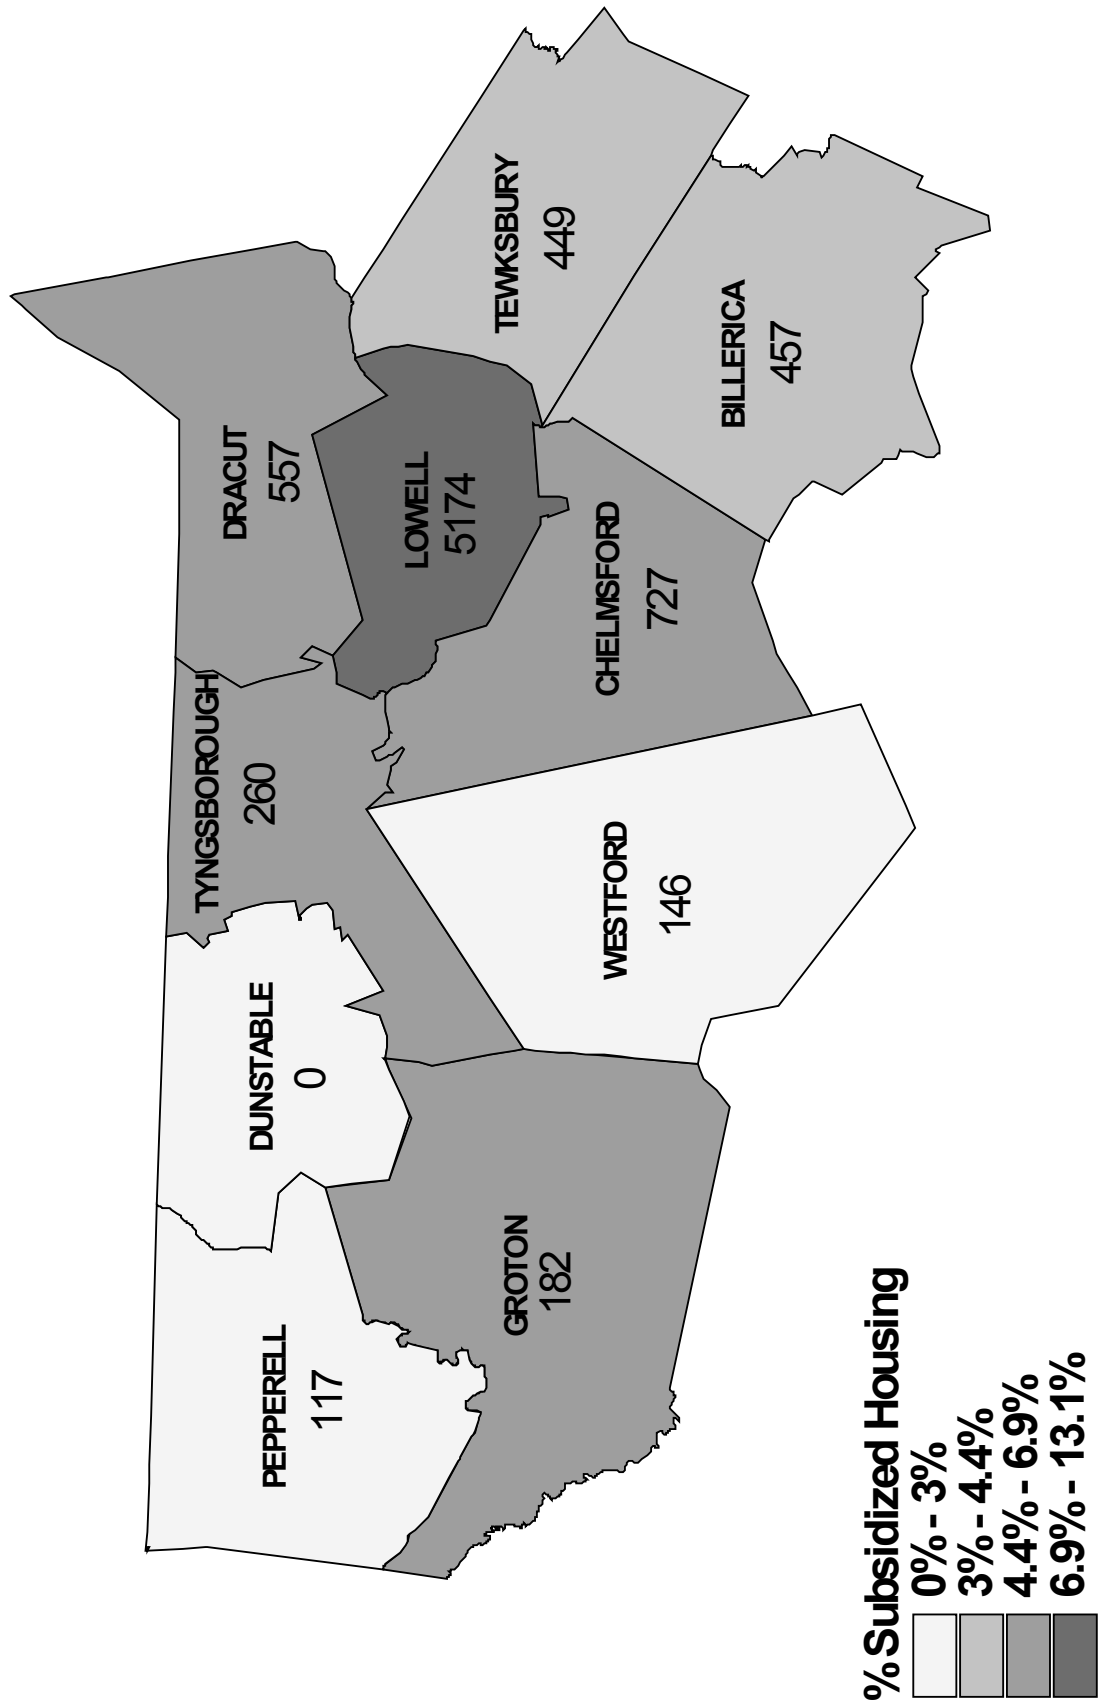 PEPPERELL
117
DUNSTABLE
0
TYNGSBOROUGH
260
DRACUT
557
GROTON
182
LOWELL
5174
TEWKSBURY
449
WESTFORD
146
CHELMSFORD
727
BILLERICA
457
% Subsidized Housing
0% - 3%
3% - 4.4%
4.4% - 6.9%
6.9% - 13.1%